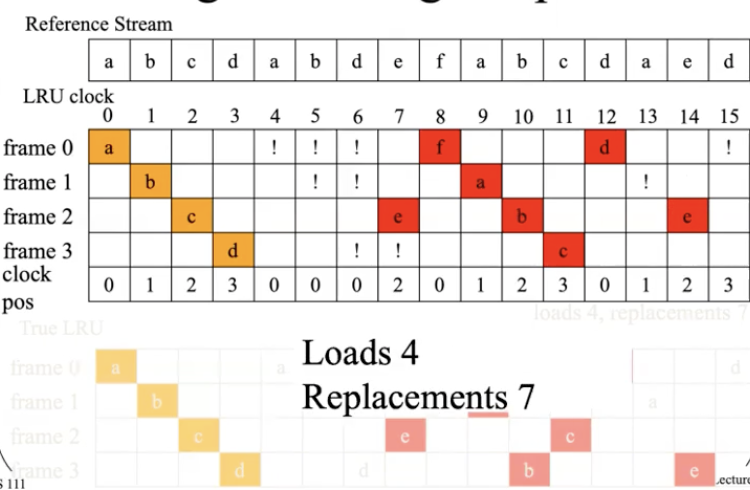 Reference Stream
a b c d a b d e f a b c d a e d
LRU clock
0 1 2 3 4 5 6 7 8 9 10 11 12 13 14 15
frame 0 a ! ! ! f d !
frame 1 b ! ! a !
frame 2 c e b e
frame 3 d ! ! c
clock
pos 0 1 2 3 0 0 0 2 0 1 2 3 0 1 2 3
loads 4, replacements 7
True LRU
Loads 4
Replacements 7
frame 0 a a d
frame 1 b a
frame 2 c e c
frame 3 d d b e
S 111
Lecture